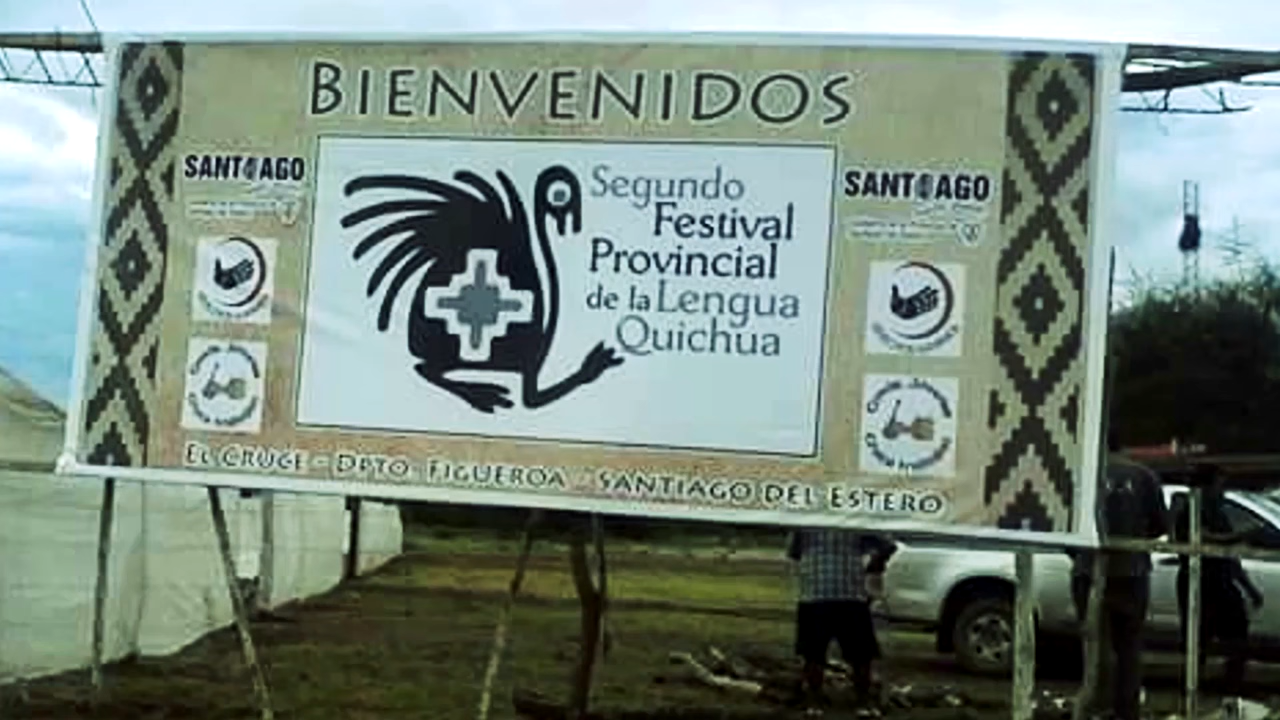 BIENVENIDOS
SANTIAGO
SANTIAGO
Segundo
Festival
Provincial
de la Lengua
Quichua
EL CRUCE - DPTO. FIGUEROA - SANTIAGO DEL ESTERO